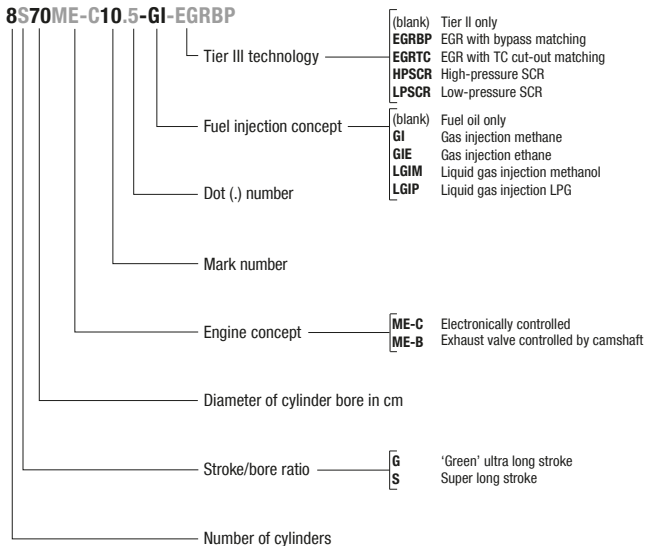 8S70ME-C10.5-GI-EGRBP
Tier III technology
(blank) Tier II only
EGRBP EGR with bypass matching
EGRTC EGR with TC cut-out matching
HPSCR High-pressure SCR
LPSCR Low-pressure SCR
Fuel injection concept
(blank) Fuel oil only
GI Gas injection methane
GIE Gas injection ethane
LGIM Liquid gas injection methanol
LGIP Liquid gas injection LPG
Dot (.) number
Mark number
Engine concept
ME-C Electronically controlled
ME-B Exhaust valve controlled by camshaft
Diameter of cylinder bore in cm
Stroke/bore ratio
G ‘Green’ ultra long stroke
S Super long stroke
Number of cylinders